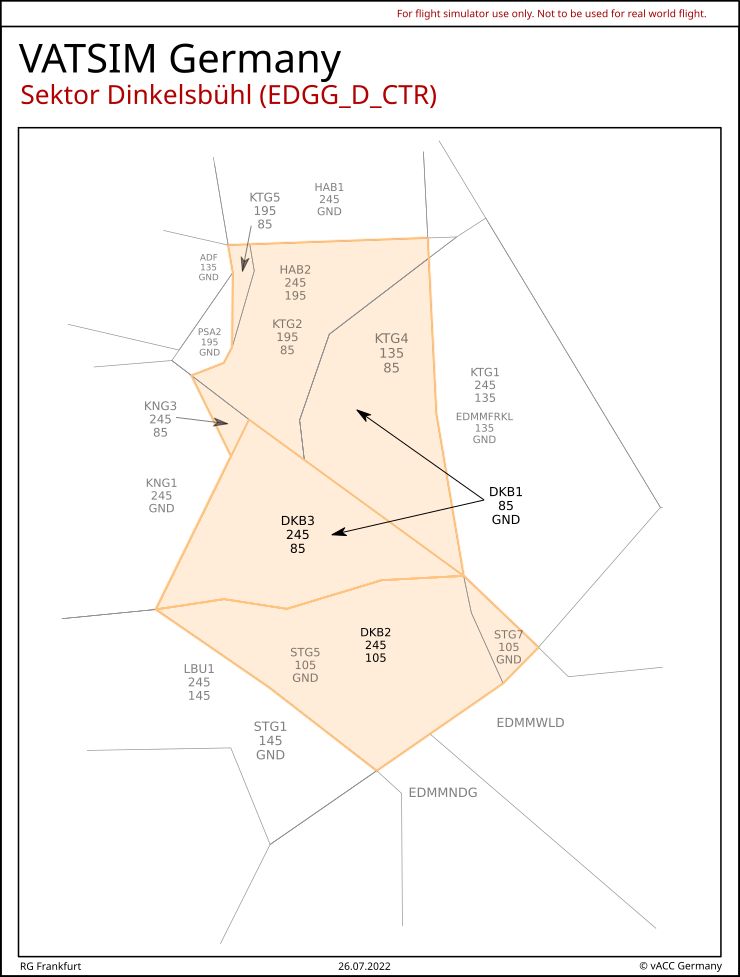 For flight simulator use only. Not to be used for real world flight.
VATSIM Germany
Sektor Dinkelsbühl (EDGG_D_CTR)
HAB1
245
GND
KTG5
195
85
ADF
135
GND
HAB2
245
195
PSA2
195
GND
KTG2
195
85
KTG4
135
85
KTG1
245
135
EDMMFRKL
135
GND
KNG3
245
85
KNG1
245
GND
DKB1
85
GND
DKB3
245
85
DKB2
245
105
STG7
105
GND
STG5
105
GND
LBU1
245
145
STG1
145
GND
EDMMWLD
EDMMNDG
RG Frankfurt
26.07.2022
© vACC Germany